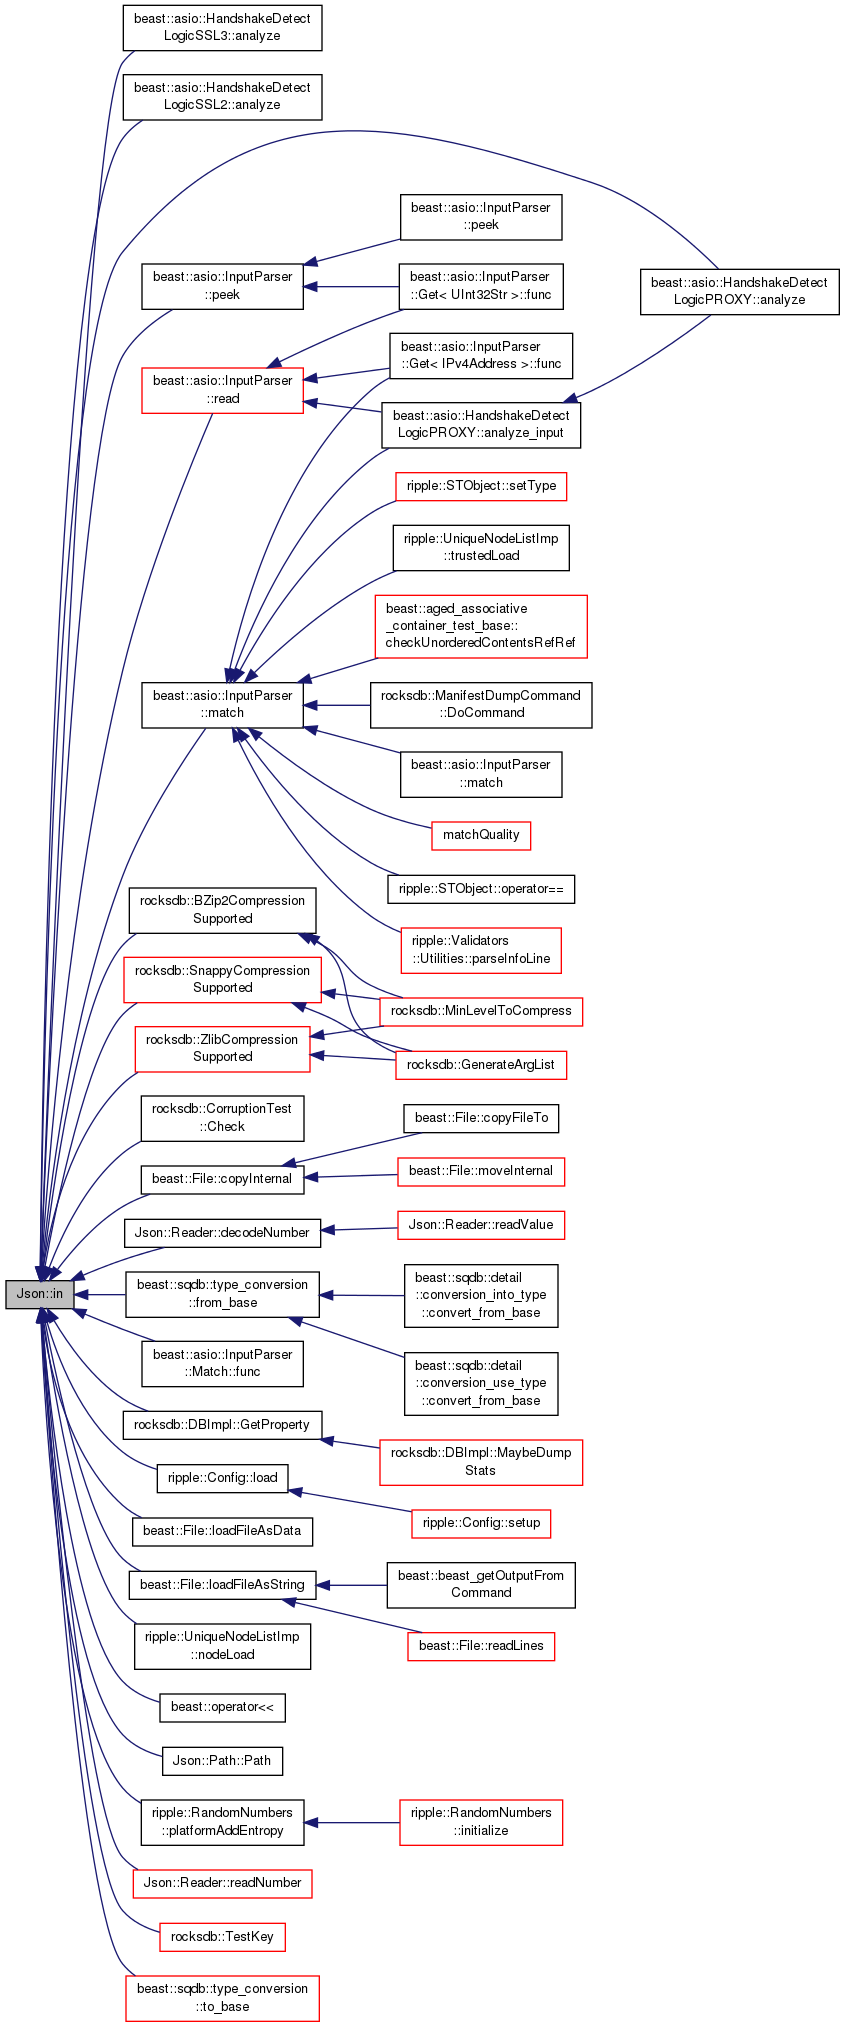 beast::asio::HandshakeDetect
LogicSSL3::analyze
beast::asio::HandshakeDetect
LogicSSL2::analyze
beast::asio::InputParser
::peek
beast::asio::InputParser
::peek
beast::asio::InputParser
::Get< UInt32Str >::func
beast::asio::HandshakeDetect
LogicPROXY::analyze
beast::asio::InputParser
::Get< IPv4Address >::func
beast::asio::InputParser
::read
beast::asio::HandshakeDetect
LogicPROXY::analyze_input
ripple::STObject::setType
ripple::UniqueNodeListImp
::trustedLoad
beast::aged_associative
_container_test_base::
checkUnorderedContentsRefRef
beast::asio::InputParser
::match
rocksdb::ManifestDumpCommand
::DoCommand
beast::asio::InputParser
::match
matchQuality
ripple::STObject::operator==
rocksdb::BZip2Compression
Supported
ripple::Validators
::Utilities::parseInfoLine
rocksdb::SnappyCompression
Supported
rocksdb::MinLevelToCompress
rocksdb::ZlibCompression
Supported
rocksdb::GenerateArgList
rocksdb::CorruptionTest
::Check
beast::File::copyFileTo
beast::File::copyInternal
beast::File::moveInternal
Json::Reader::decodeNumber
Json::Reader::readValue
Json::in
beast::sqdb::type_conversion
::from_base
beast::sqdb::detail
::conversion_into_type
::convert_from_base
beast::asio::InputParser
::Match::func
beast::sqdb::detail
::conversion_use_type
::convert_from_base
rocksdb::DBImpl::GetProperty
rocksdb::DBImpl::MaybeDump
Stats
ripple::Config::load
ripple::Config::setup
beast::File::loadFileAsData
beast::File::loadFileAsString
beast::beast_getOutputFrom
Command
ripple::UniqueNodeListImp
::nodeLoad
beast::File::readLines
beast::operator<<
Json::Path::Path
ripple::RandomNumbers
::platformAddEntropy
ripple::RandomNumbers
::initialize
Json::Reader::readNumber
rocksdb::TestKey
beast::sqdb::type_conversion
::to_base